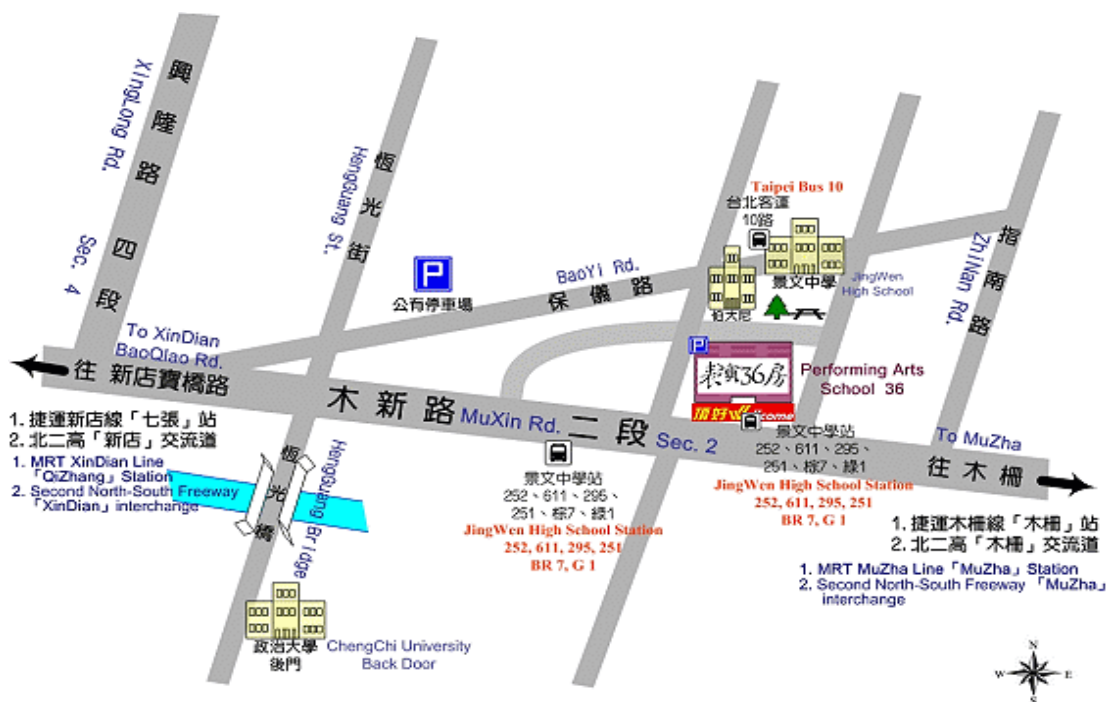 興隆路四段
XingLong Rd. Sec. 4
恆光街
HengGuang St.
Taipei Bus 10
台北客運
10路
景文中學
JingWen
High School
伯大尼
指南路
ZhiNan Rd.
P
公有停車場
BaoYi Rd.
保儀路
P
表演36房
Performing Arts
School 36
頂好
come
To XinDian
BaoQiao Rd.
往 新店寶橋路
木新路
MuXin Rd.
二段
Sec. 2
To MuZha
往木柵
1. 捷運新店線「七張」站
2. 北二高「新店」交流道
1. MRT XinDian Line
「QiZhang」Station
2. Second North-South Freeway
「XinDian」interchange
恆光橋
HengGuang Bridge
景文中學站
252、611、295、
251、棕7、綠1
JingWen High School Station
252, 611, 295, 251
BR 7, G 1
景文中學站
252、611、295、
251、棕7、綠1
JingWen High School Station
252, 611, 295, 251
BR 7, G 1
1. 捷運木柵線「木柵」站
2. 北二高「木柵」交流道
1. MRT MuZha Line「MuZha」Station
2. Second North-South Freeway「MuZha」
interchange
政治大學
後門
ChengChi University
Back Door
N
W
E
S